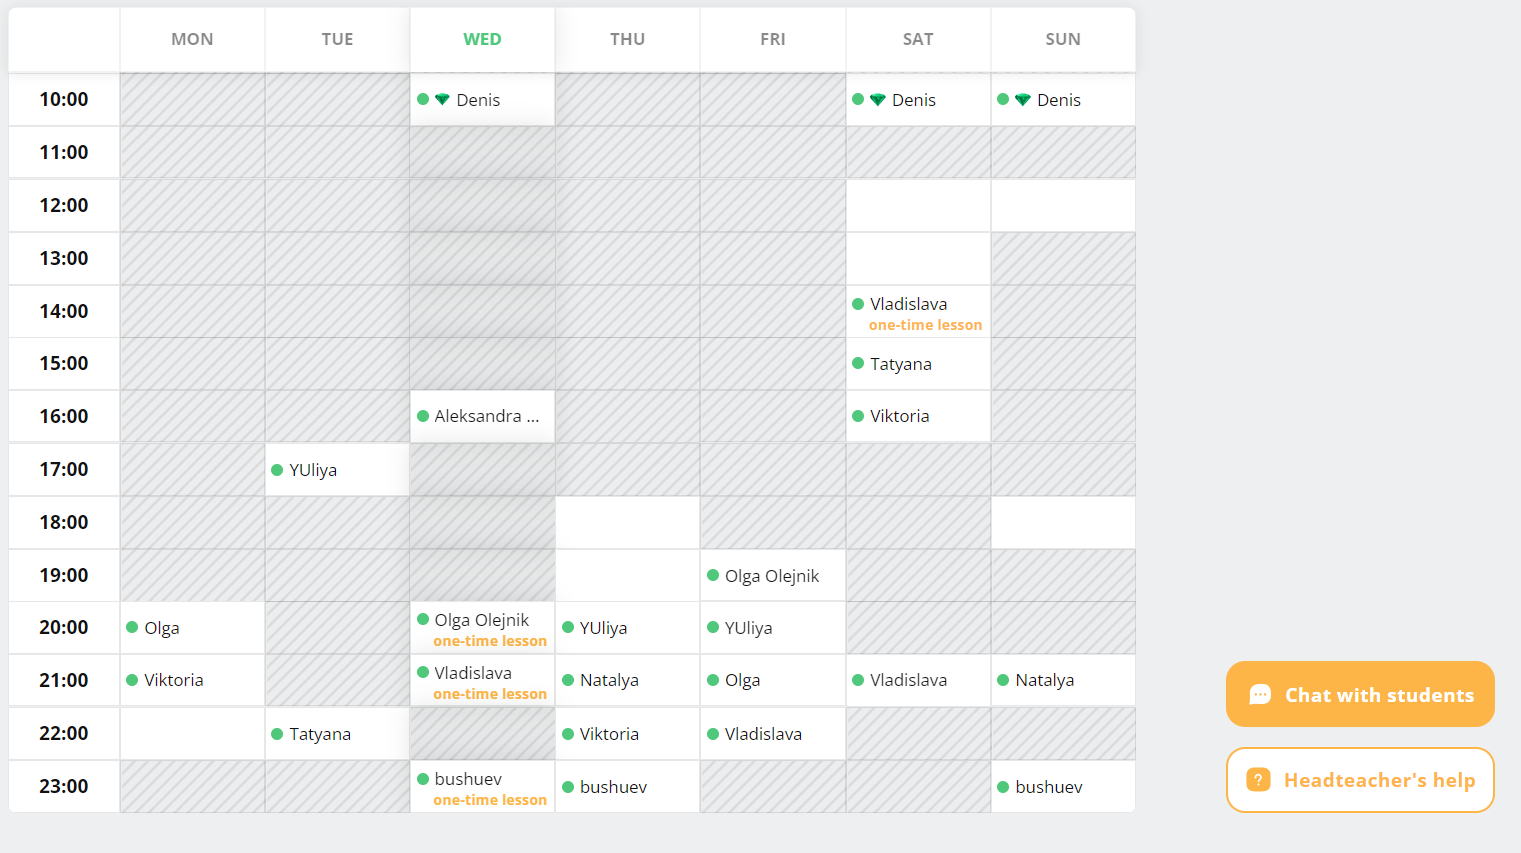 MON TUE WED THU FRI SAT SUN
10:00 Denis Denis Denis
11:00
12:00
13:00
14:00 Vladislava
one-time lesson
15:00 Tatyana
16:00 Aleksandra ... Viktoria
17:00 YUliya
18:00
19:00 Olga Olejnik
20:00 Olga Olga Olejnik YUliya YUliya
one-time lesson
21:00 Viktoria Vladislava Natalya Olga Vladislava Natalya
one-time lesson
22:00 Tatyana Viktoria Vladislava
23:00 bushuev bushuev bushuev
one-time lesson
Chat with students
Headteacher's help